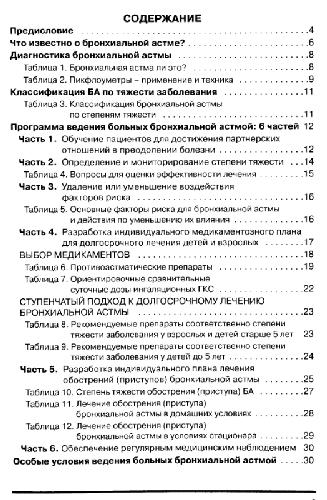 СОДЕРЖАНИЕ
Предисловие ....................4
Что известно о бронхиальной астме? ....................6
Диагностика бронхиальной астмы ....................8
Таблица 1. Бронхиальная астма ли это? ....................8
Таблица 2. Пикфлоуметры – применение и техника ....................9
Классификация БА по тяжести заболевания ....................11
Таблица 3. Классификация бронхиальной астмы
по степеням тяжести ....................11
Программа ведения больных бронхиальной астмой: 6 частей 12
Часть 1. Обучение пациентов для достижения партнерских
отношений в преодолении болезни ....................12
Часть 2. Определение и мониторирование степени тяжести ....14
Таблица 4. Вопросы для оценки эффективности лечения ....................15
Часть 3. Удаление или уменьшение воздействия
факторов риска ....................16
Таблица 5. Основные факторы риска для бронхиальной астмы
и действия по уменьшению их влияния ....................16
Часть 4. Разработка индивидуального медикаментозного плана
для долгосрочного лечения детей и взрослых ....................17
ВЫБОР МЕДИКАМЕНТОВ ....................18
Таблица 6. Противоастматические препараты ....................19
Таблица 7. Ориентировочные сравнительные
суточные дозы ингаляционных ГКС ....................22
СТУПЕНЧАТЫЙ ПОДХОД К ДОЛГОСРОЧНОМУ ЛЕЧЕНИЮ
БРОНХИАЛЬНОЙ АСТМЫ ....................23
Таблица 8. Рекомендуемые препараты соответственно степени
тяжести заболевания у взрослых и детей старше 5 лет 23
Таблица 9. Рекомендуемые препараты соответственно степени
тяжести заболевания у детей до 5 лет ....................24
Часть 5. Разработка индивидуального плана лечения
обострений (приступов) бронхиальной астмы ....................25
Таблица 10. Степень тяжести обострения (приступа) БА ....................27
Таблица 11. Лечение обострения (приступа)
бронхиальной астмы в домашних условиях ....................28
Таблица 12. Лечение обострения (приступа)
бронхиальной астмы в условиях стационара ....................29
Часть 6. Обеспечение регулярным медицинским наблюдением 30
Особые условия ведения больных бронхиальной астмой ....30